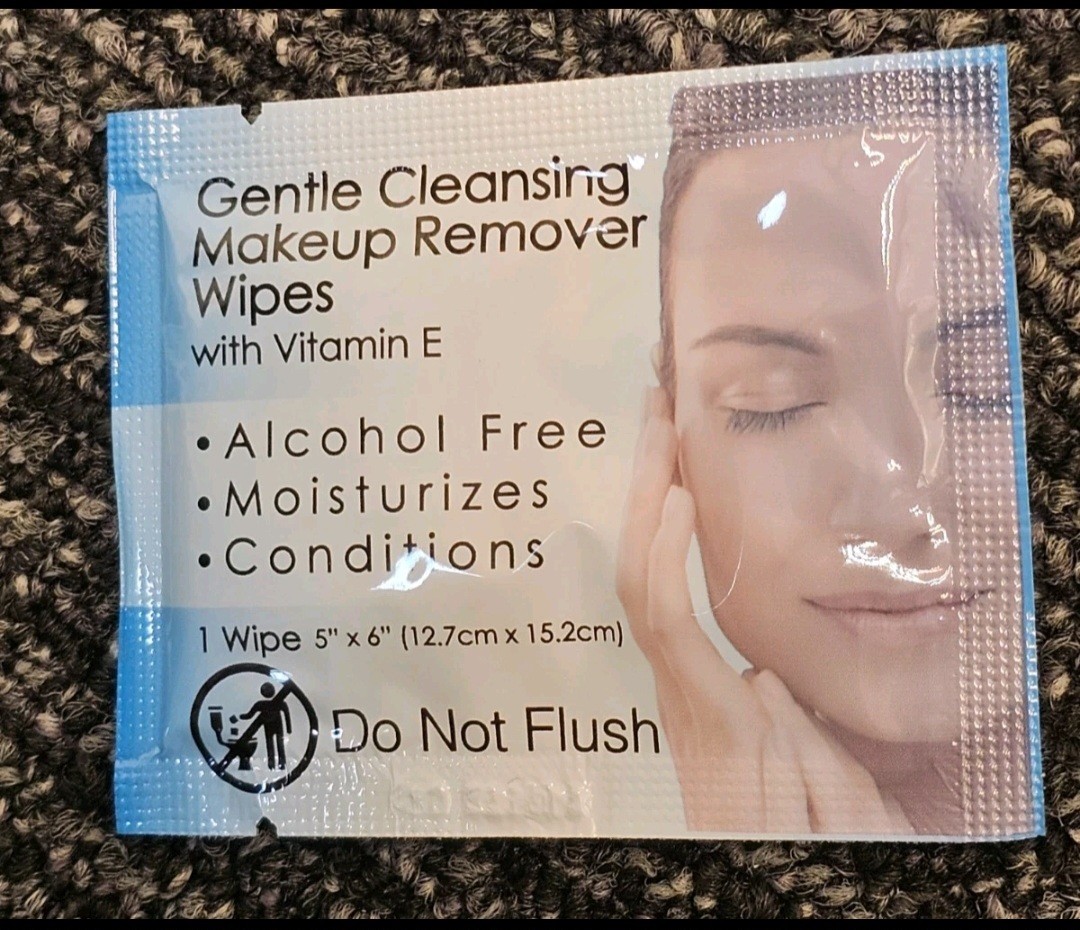 Gentle Cleansing
Makeup Remover
Wipes
with Vitamin E
• Alcohol Free
• Moisturizes
• Conditions
1 Wipe 5" x 6" (12.7cm x 15.2cm)
Do Not Flush